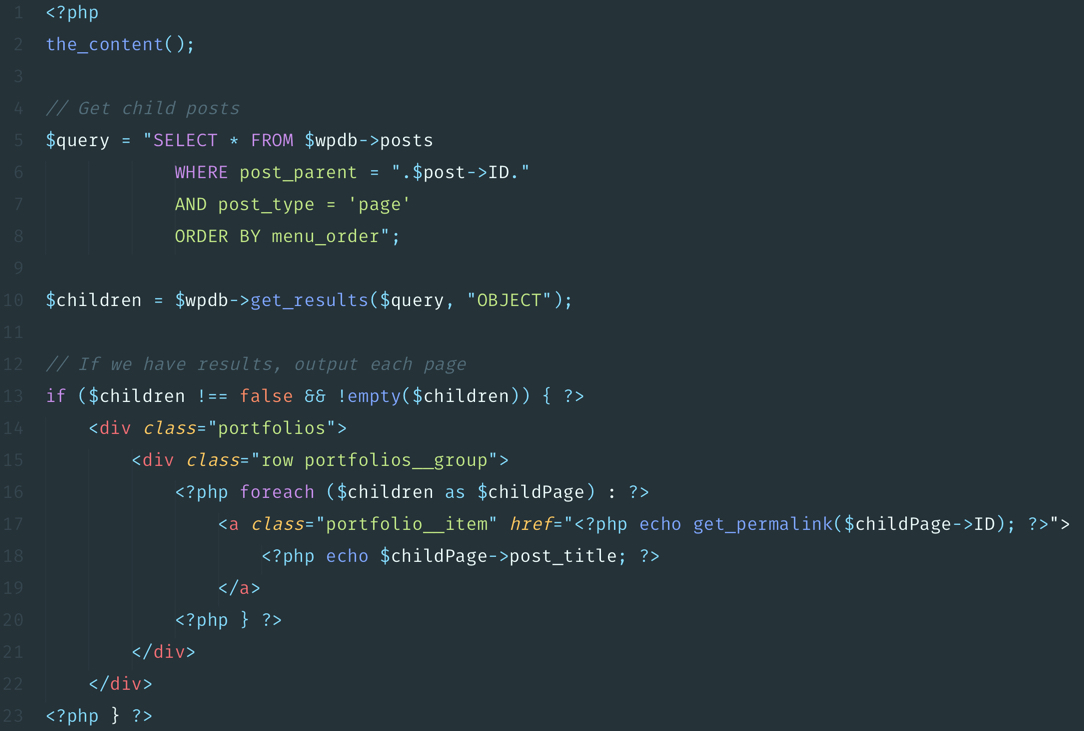 1 <?php
2 the_content();
3
4 // Get child posts
5 $query = "SELECT * FROM $wpdb->posts
6 WHERE post_parent = ".$post->ID."
7 AND post_type = 'page'
8 ORDER BY menu_order";
9
10 $children = $wpdb->get_results($query, "OBJECT");
11
12 // If we have results, output each page
13 if ($children !== false && !empty($children)) { ?>
14 <div class="portfolios">
15 <div class="row portfolios__group">
16 <?php foreach ($children as $childPage) : ?>
17 <a class="portfolio__item" href="<?php echo get_permalink($childPage->ID); ?>">
18 <?php echo $childPage->post_title; ?>
19 </a>
20 <?php } ?>
21 </div>
22 </div>
23 <?php } ?>